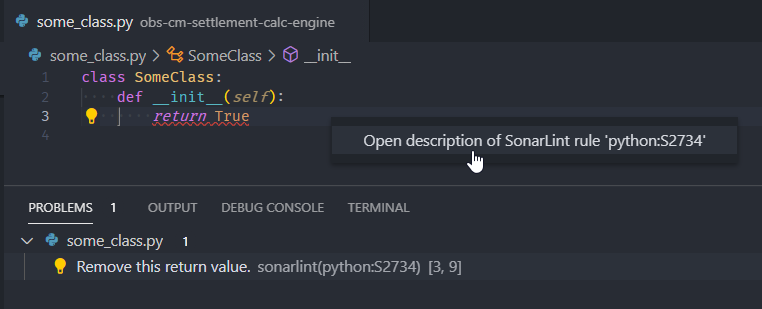 some_class.py obs-cm-settlement-calc-engine
some_class.py > SomeClass > __init__
1 class SomeClass:
2 def __init__(self):
3 return True
4
Open description of SonarLint rule 'python:S2734'
PROBLEMS 1 OUTPUT DEBUG CONSOLE TERMINAL
some_class.py 1
Remove this return value. sonarlint(python:S2734) [3, 9]